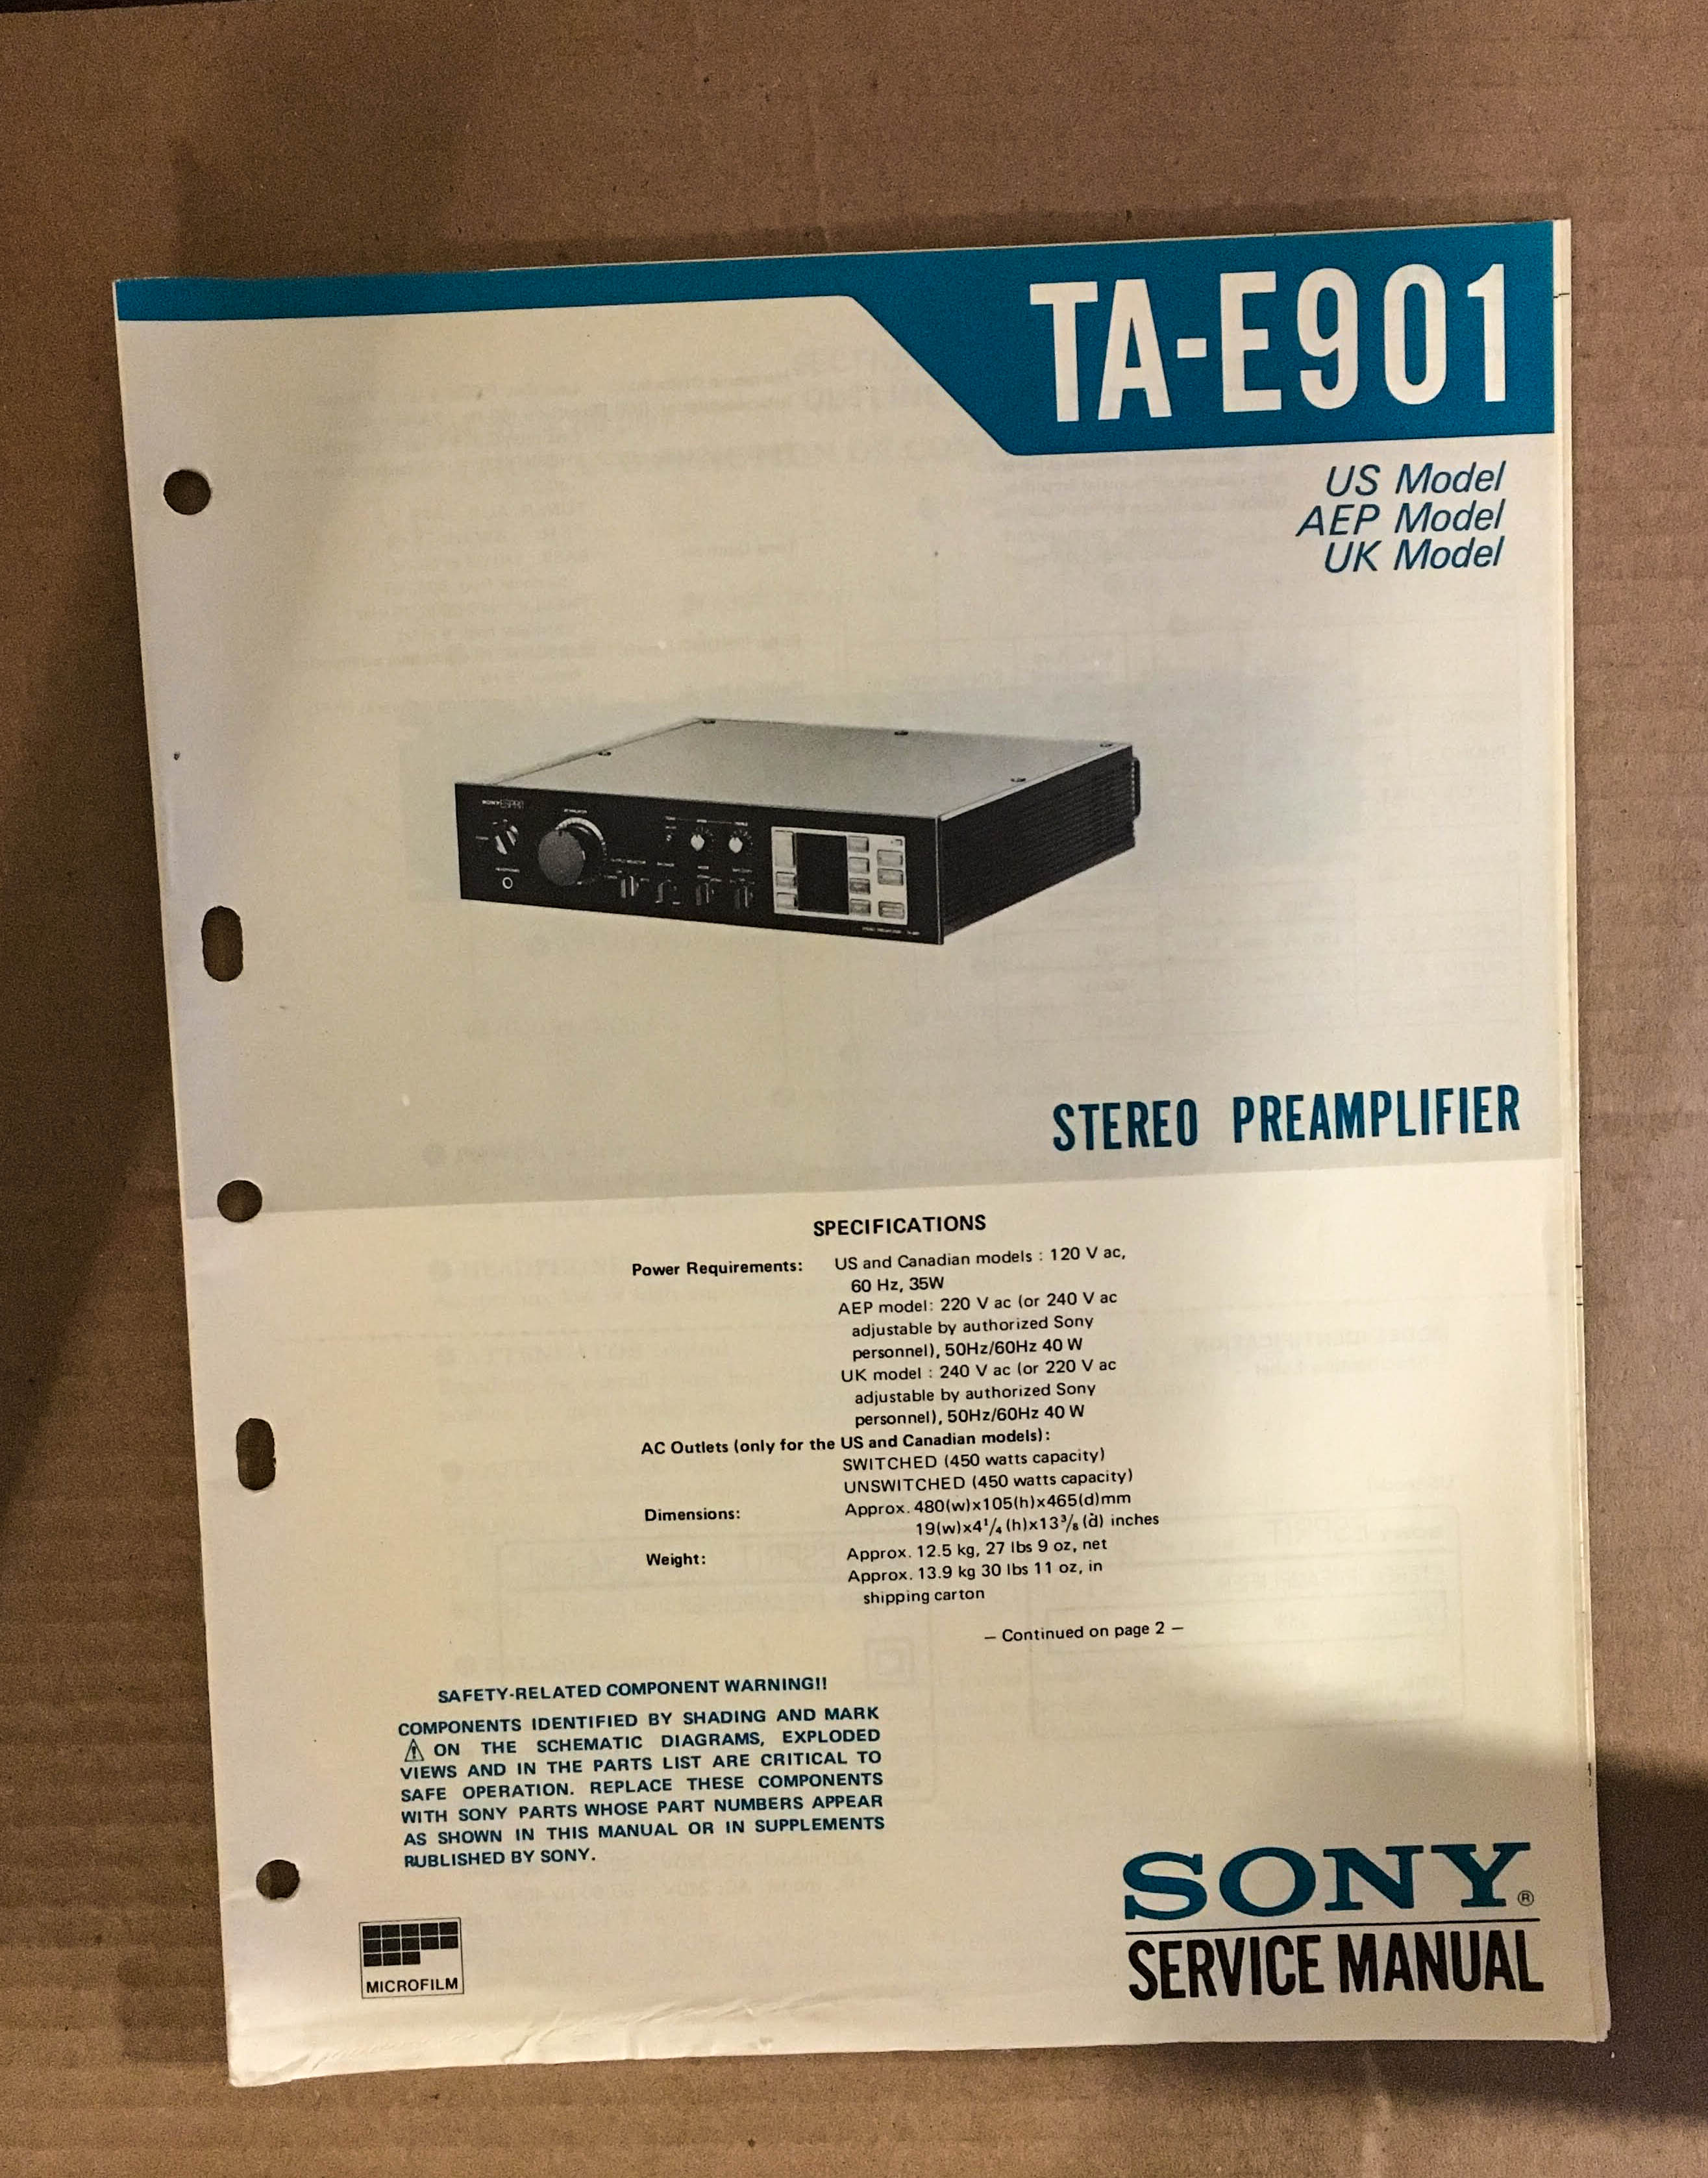 TA-E901
US Model
AEP Model
UK Model
SONY ESPRIT
STEREO PREAMPLIFIER
SPECIFICATIONS
Power Requirements: US and Canadian models : 120 V ac,
60 Hz, 35W
AEP model: 220 V ac (or 240 V ac
adjustable by authorized Sony
personnel), 50Hz/60Hz 40 W
UK model : 240 V ac (or 220 V ac
adjustable by authorized Sony
personnel), 50Hz/60Hz 40 W
AC Outlets (only for the US and Canadian models):
SWITCHED (450 watts capacity)
UNSWITCHED (450 watts capacity)
Dimensions: Approx. 480(w)x105(h)x465(d)mm
19(w)x4¹/₄ (h)x13³/₈ (d) inches
Weight: Approx. 12.5 kg, 27 lbs 9 oz, net
Approx. 13.9 kg 30 lbs 11 oz, in
shipping carton
— Continued on page 2 —
SAFETY-RELATED COMPONENT WARNING!!
COMPONENTS IDENTIFIED BY SHADING AND MARK
⚠ ON THE SCHEMATIC DIAGRAMS, EXPLODED
VIEWS AND IN THE PARTS LIST ARE CRITICAL TO
SAFE OPERATION. REPLACE THESE COMPONENTS
WITH SONY PARTS WHOSE PART NUMBERS APPEAR
AS SHOWN IN THIS MANUAL OR IN SUPPLEMENTS
PUBLISHED BY SONY.
MICROFILM
SONY®
SERVICE MANUAL